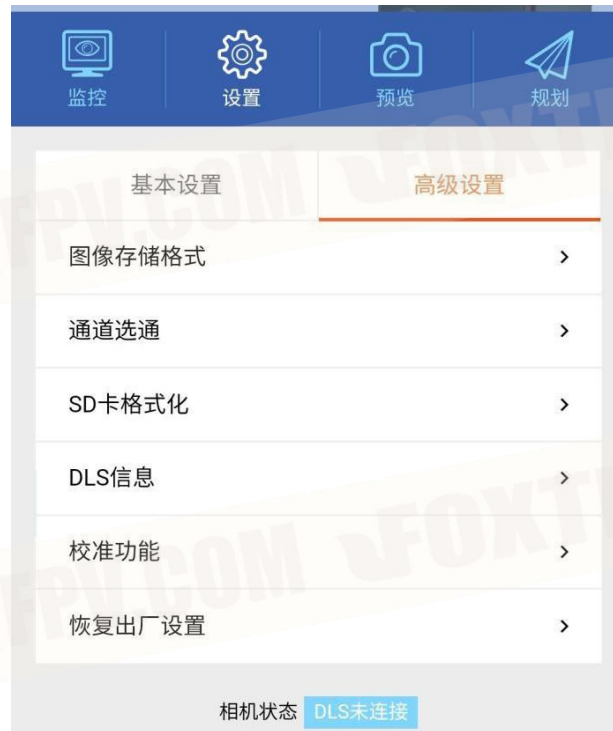 监控 设置 预览 规划
基本设置 高级设置
图像存储格式
通道选通
SD卡格式化
DLS信息
校准功能
恢复出厂设置
相机状态 DLS未连接